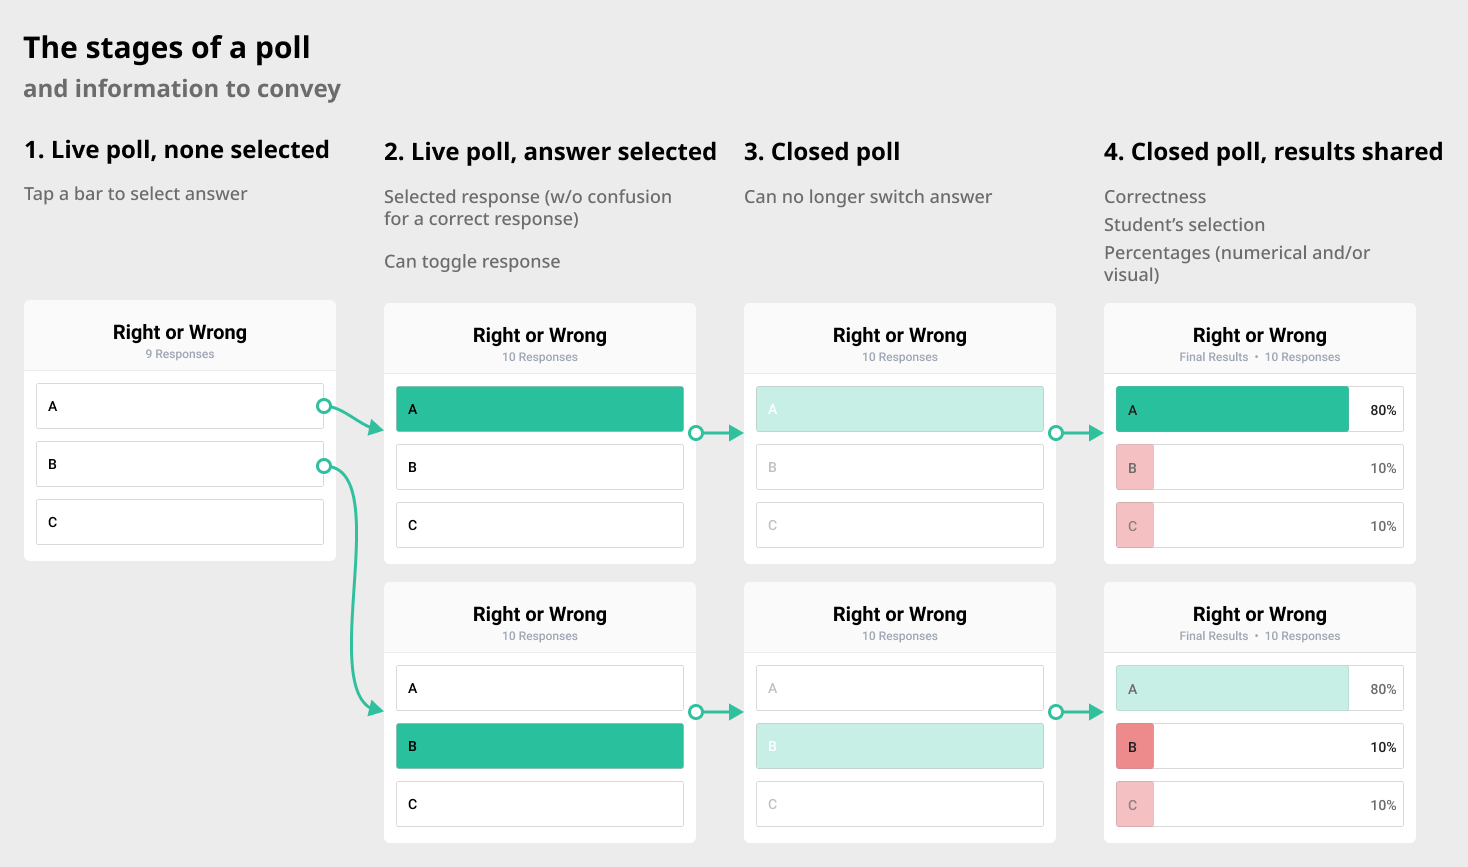 The stages of a poll
and information to convey
1. Live poll, none selected
Tap a bar to select answer
Right or Wrong
9 Responses
A
B
C
2. Live poll, answer selected
Selected response (w/o confusion
for a correct response)
Can toggle response
Right or Wrong
10 Responses
A
B
C
Right or Wrong
10 Responses
A
B
C
3. Closed poll
Can no longer switch answer
Right or Wrong
10 Responses
A
B
C
Right or Wrong
10 Responses
A
B
C
4. Closed poll, results shared
Correctness
Student’s selection
Percentages (numerical and/or
visual)
Right or Wrong
Final Results • 10 Responses
A 80%
B 10%
C 10%
Right or Wrong
Final Results • 10 Responses
A 80%
B 10%
C 10%